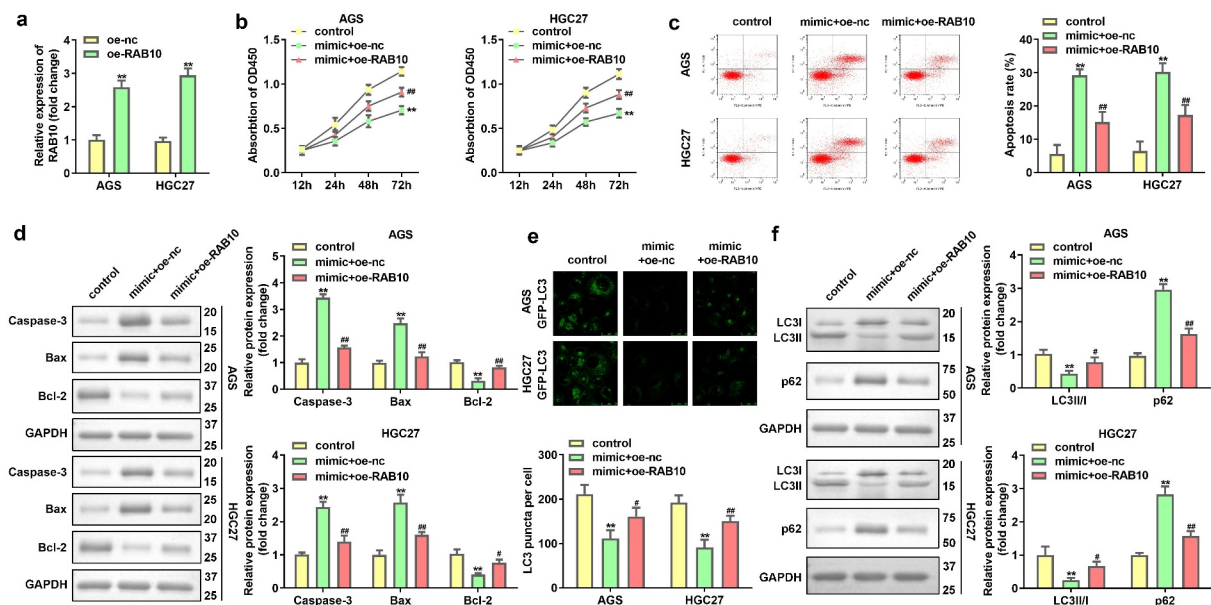 a
oe-nc
oe-RAB10
Relative expression of
RAB10 (fold change)
4
3
2
1
0
**
**
AGS
HGC27
b
AGS
control
mimic+oe-nc
mimic+oe-RAB10
Absorbtion of OD450
1.5
1.0
0.5
0.0
##
**
12h 24h 48h 72h
HGC27
control
mimic+oe-nc
mimic+oe-RAB10
Absorbtion of OD450
1.5
1.0
0.5
0.0
##
**
12h 24h 48h 72h
c
control mimic+oe-nc mimic+oe-RAB10
AGS
HGC27
control
mimic+oe-nc
mimic+oe-RAB10
Apoptosis rate (%)
40
30
20
10
0
**
##
**
##
AGS HGC27
d
control mimic+oe-nc mimic+oe-RAB10
Caspase-3
20
15
Bax
25
20
Bcl-2
37
25
GAPDH
37
25
AGS
Caspase-3
20
15
Bax
25
20
Bcl-2
37
25
GAPDH
37
25
HGC27
AGS
control
mimic+oe-nc
mimic+oe-RAB10
Relative protein expression
(fold change)
5
4
3
2
1
0
**
##
**
##
**
##
Caspase-3 Bax Bcl-2
HGC27
control
mimic+oe-nc
mimic+oe-RAB10
Relative protein expression
(fold change)
4
3
2
1
0
**
##
**
##
**
#
Caspase-3 Bax Bcl-2
e
control
mimic
+oe-nc
mimic
+oe-RAB10
AGS
GFP-LC3
HGC27
GFP-LC3
control
mimic+oe-nc
mimic+oe-RAB10
LC3 puncta per cell
300
200
100
0
**
#
**
##
AGS HGC27
f
control mimic+oe-nc mimic+oe-RAB10
LC3I
LC3II
20
15
p62
75
50
GAPDH
37
25
AGS
LC3I
LC3II
20
15
p62
75
50
GAPDH
37
25
HGC27
AGS
control
mimic+oe-nc
mimic+oe-RAB10
Relative protein expression
(fold change)
4
3
2
1
0
**
#
**
##
LC3II/I p62
HGC27
control
mimic+oe-nc
mimic+oe-RAB10
Relative protein expression
(fold change)
4
3
2
1
0
**
#
**
##
LC3II/I p62